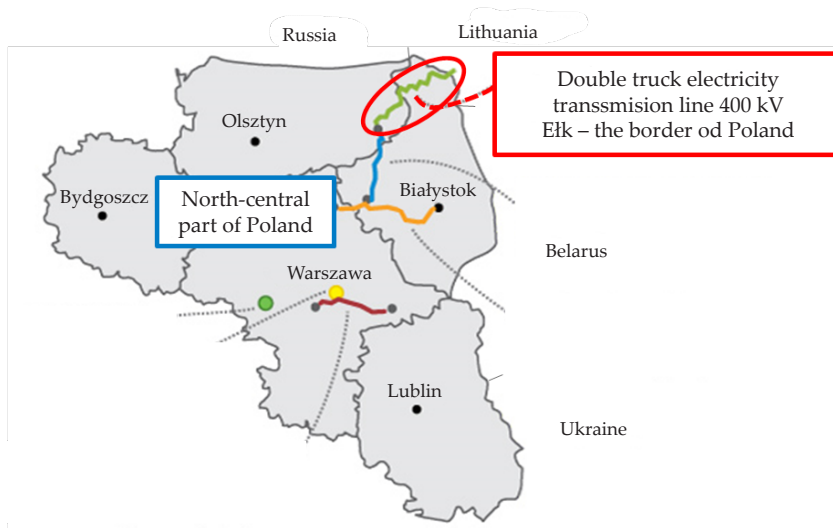 Russia
Lithuania
Double truck electricity
transsmision line 400 kV
Ełk – the border od Poland
Olsztyn
Bydgoszcz
North-central
part of Poland
Białystok
Belarus
Warszawa
Lublin
Ukraine